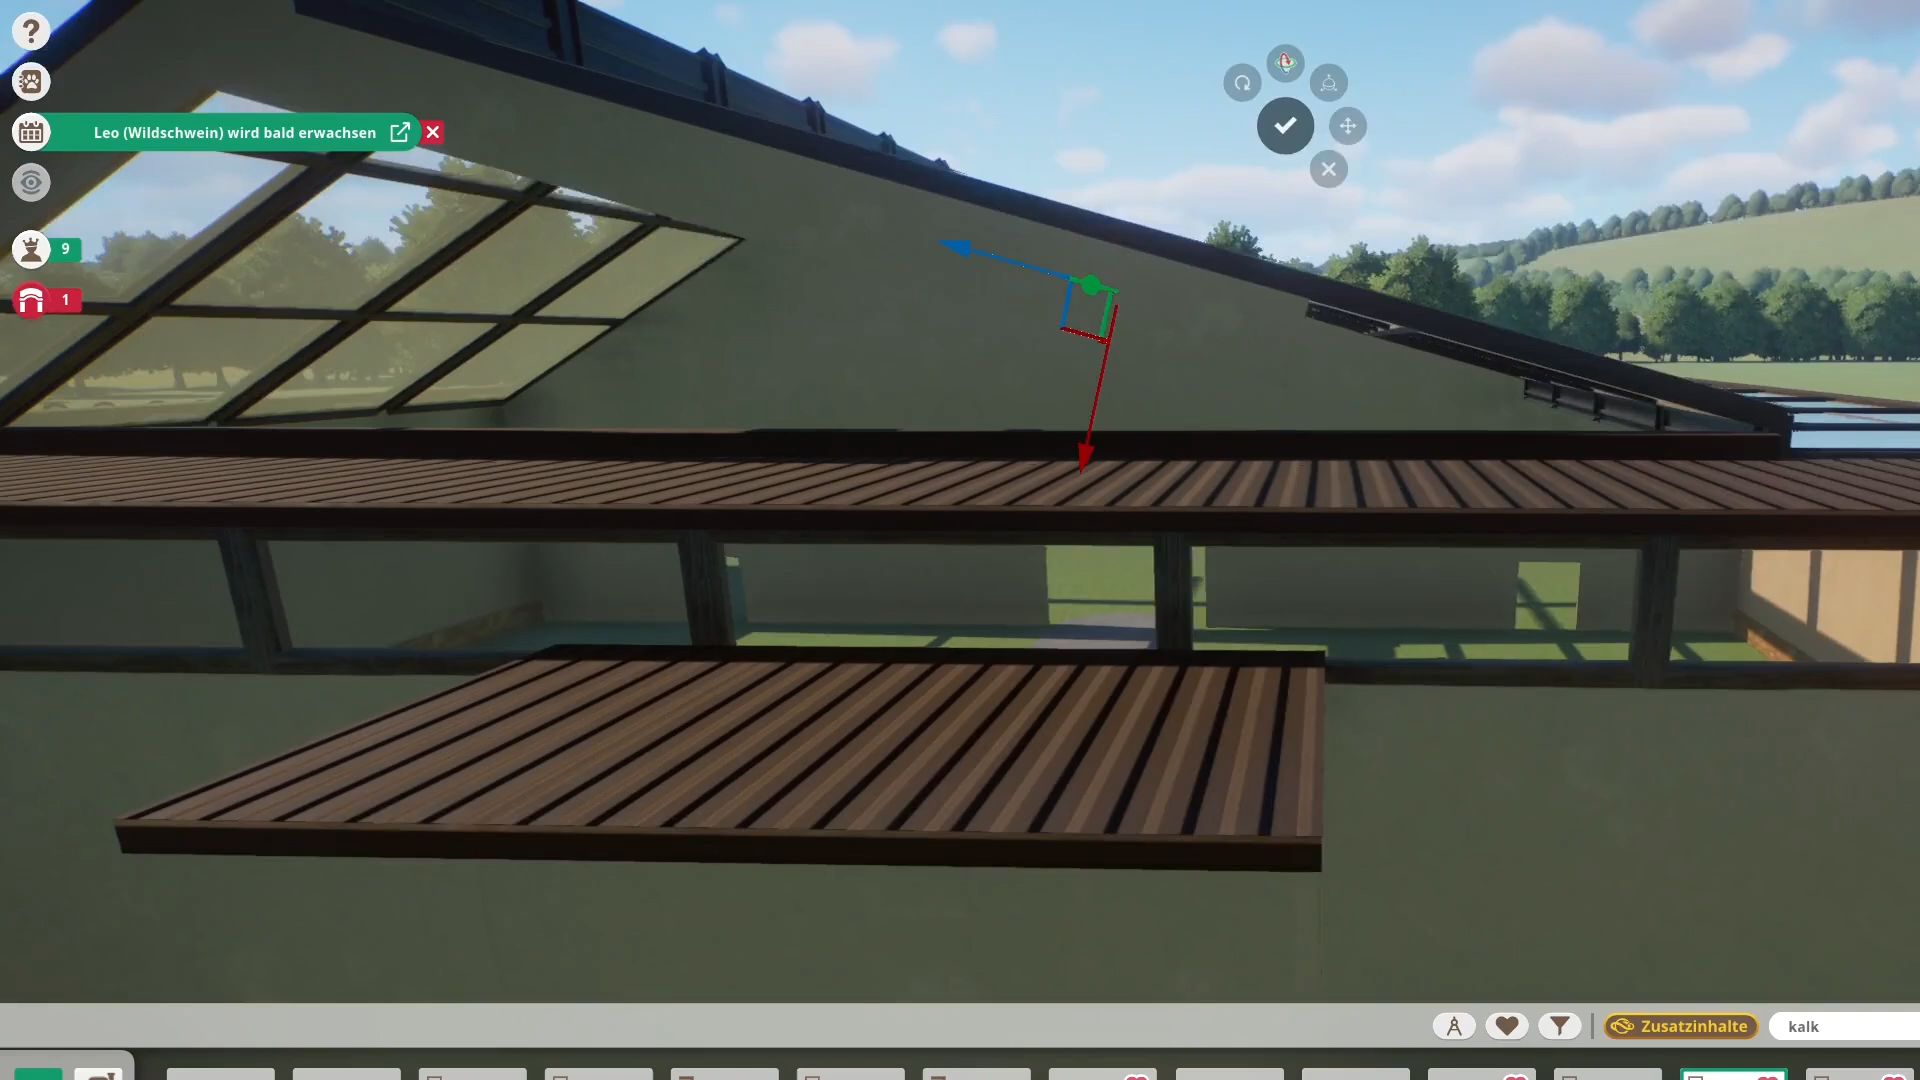 ?
Leo (Wildschwein) wird bald erwachsen
9
1
Zusatzinhalte
kalk